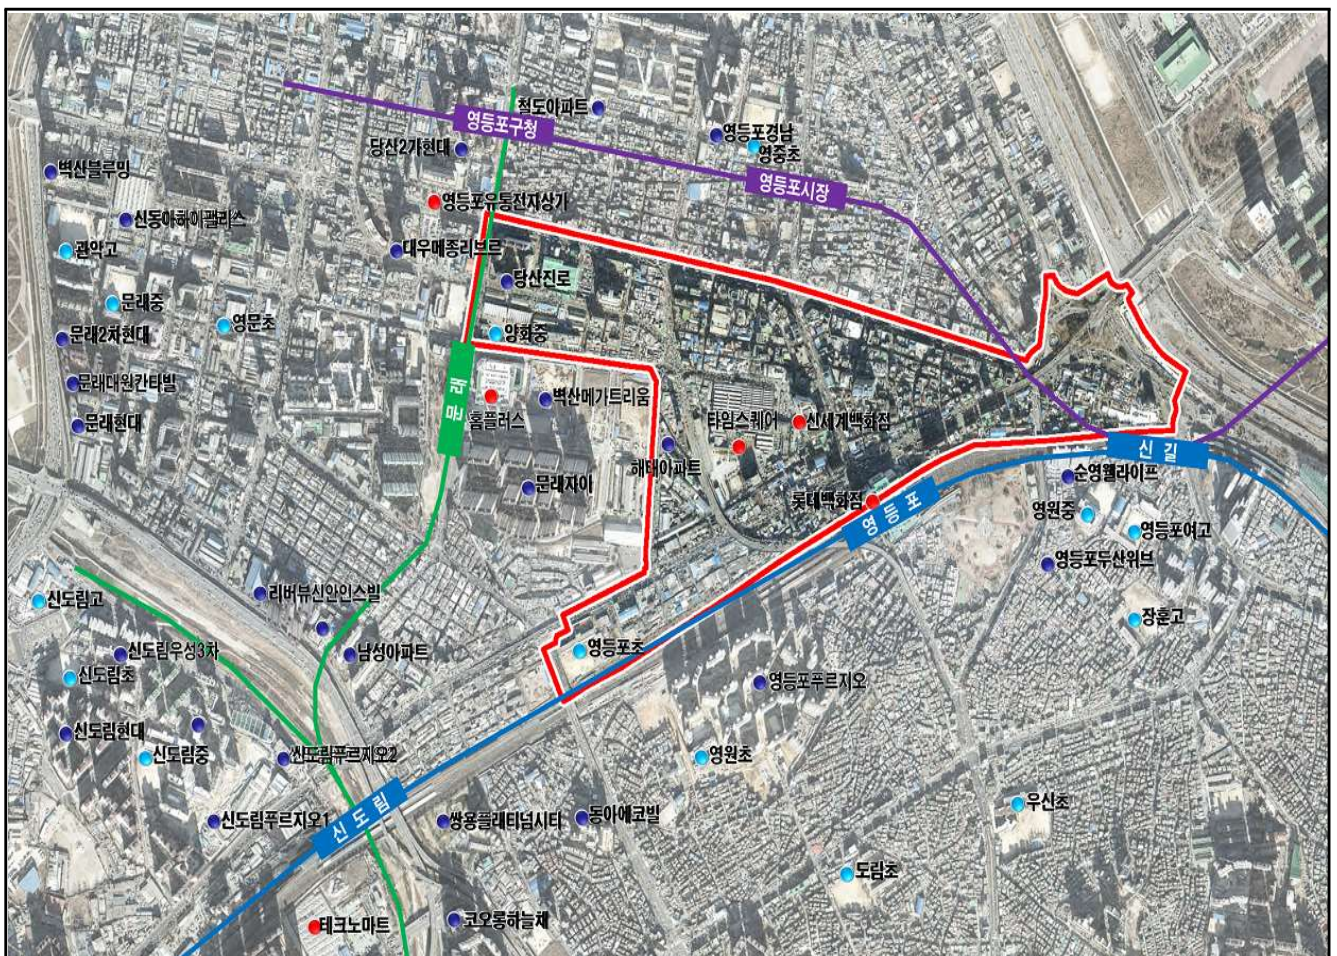 철도아파트
영등포구청
영등포경남
당산2가현대
영중초
벽산블루밍
영등포시장
영등포유통전자상가
신동아하이팰리스
관악고
대우메종리브르
당산진로
문래중
영문초
양화중
문래2차현대
문래대원칸타빌
문래
홈플러스
벽산메가트리움
문래현대
타임스퀘어
신세계백화점
해태아파트
신길
순영웰라이프
문래자이
롯데백화점
영등포
영원중
영등포여고
영등포두산위브
리버뷰신안인스빌
신도림고
장훈고
신도림우성3차
남성아파트
영등포초
신도림초
영등포푸르지오
신도림현대
신도림중
신도림푸르지오2
영원초
신도림
우신초
신도림푸르지오1
쌍용플래티넘시티
동아에코빌
도림초
테크노마트
코오롱하늘채